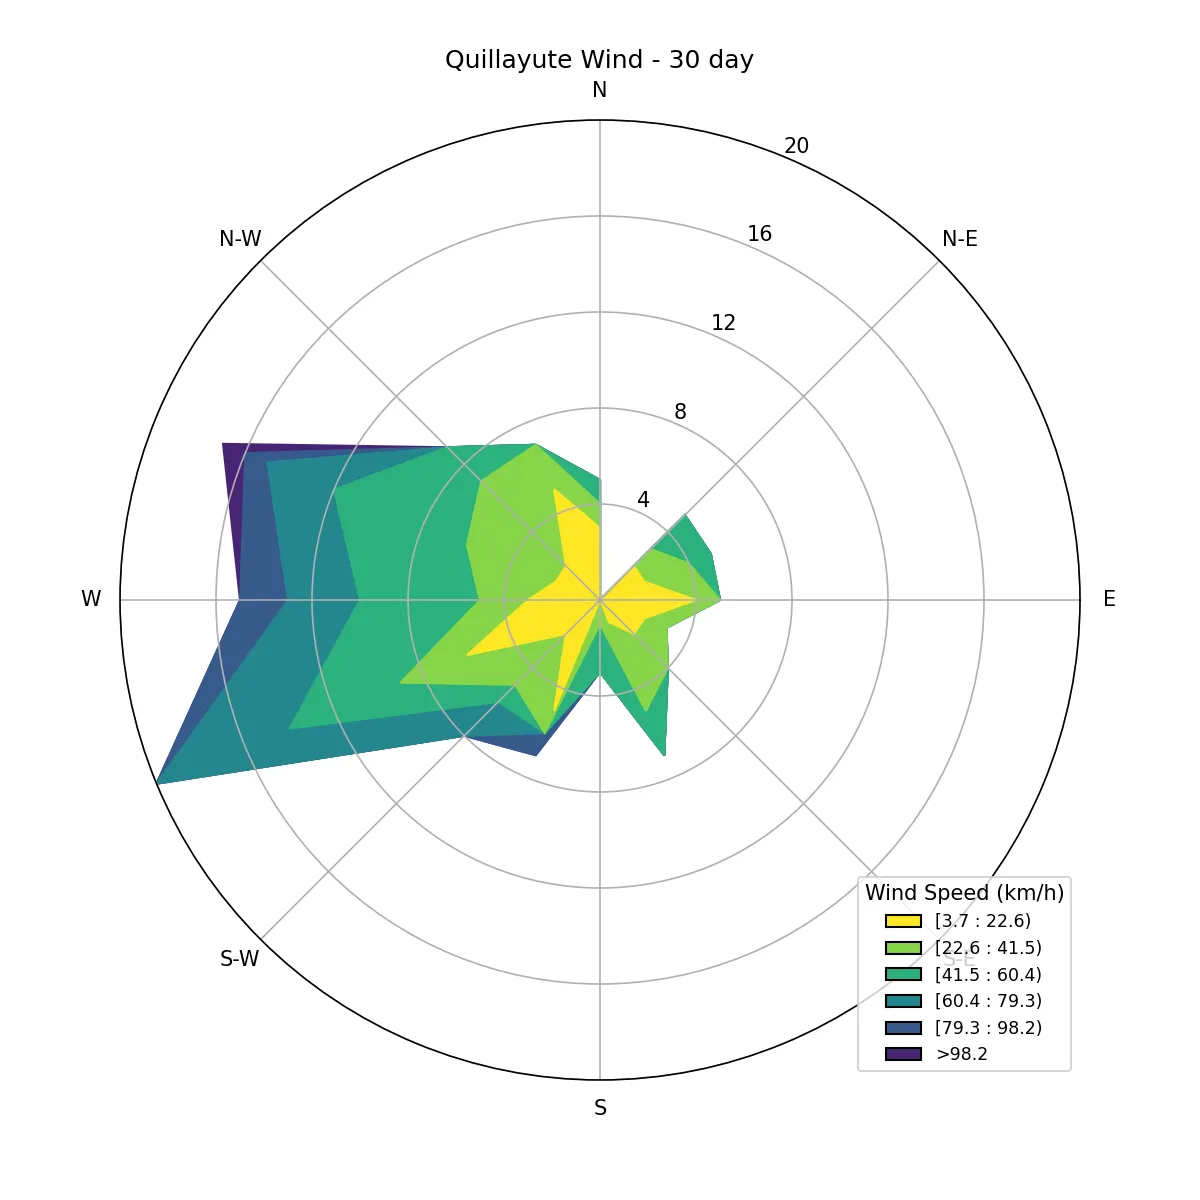 Quillayute Wind - 30 day
N
20
N-W
N-E
16
12
8
4
W
E
S-W
S-E
S
Wind Speed (km/h)
[3.7 : 22.6)
[22.6 : 41.5)
[41.5 : 60.4)
[60.4 : 79.3)
[79.3 : 98.2)
>98.2